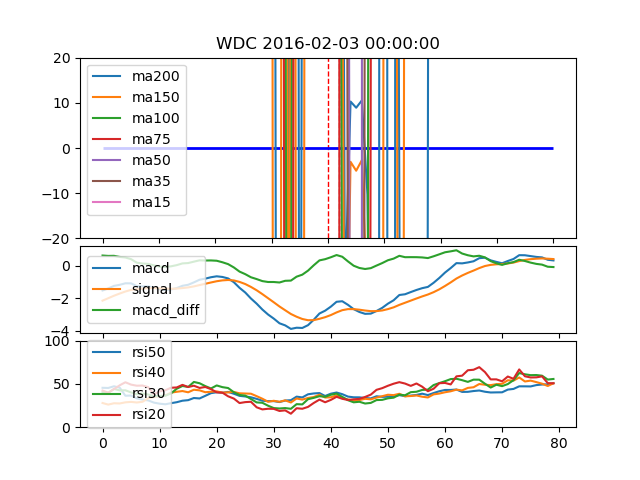 WDC 2016-02-03 00:00:00
20
10
0
−10
−20
ma200
ma150
ma100
ma75
ma50
ma35
ma15
0
−2
−4
macd
signal
macd_diff
100
50
0
rsi50
rsi40
rsi30
rsi20
0 10 20 30 40 50 60 70 80